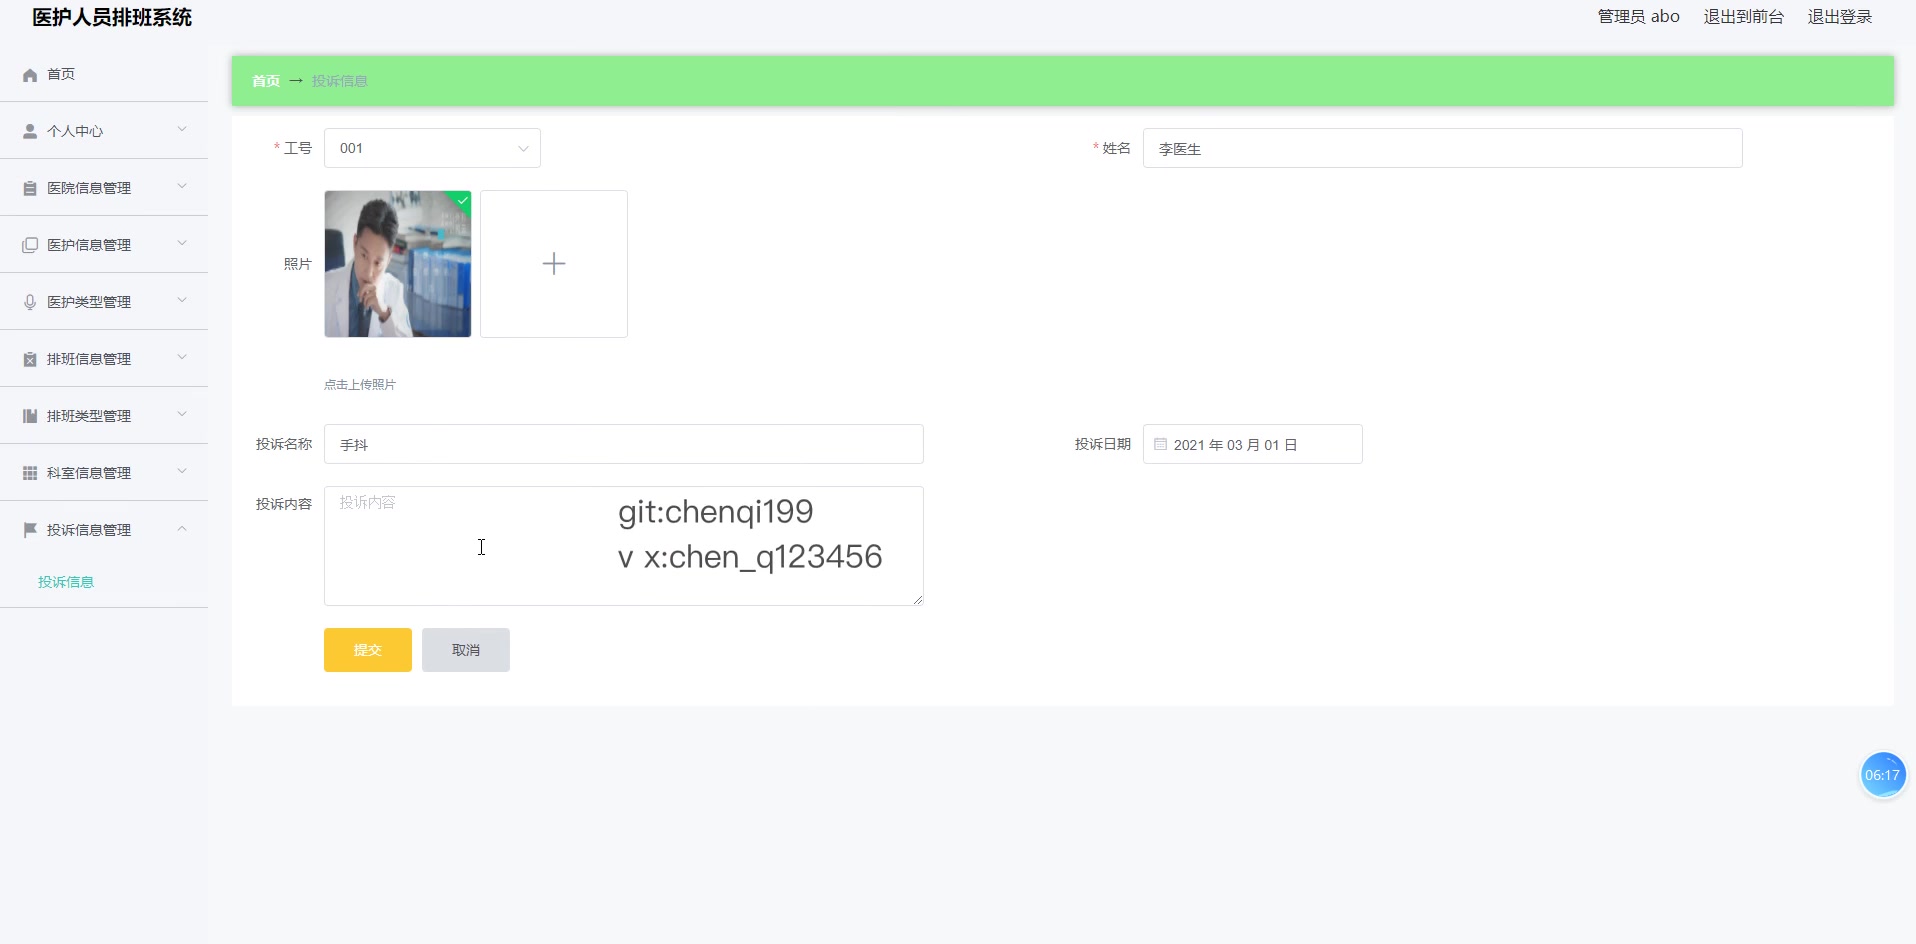 医护人员排班系统
管理员 abo 退出到前台 退出登录
首页
个人中心
医院信息管理
医护信息管理
医护类型管理
排班信息管理
排班类型管理
科室信息管理
投诉信息管理
投诉信息
首页 → 投诉信息
* 工号 001
* 姓名 李医生
照片
点击上传照片
投诉名称 手抖
投诉日期 2021 年 03 月 01 日
投诉内容 投诉内容
git:chenqi199
v x:chen_q123456
提交 取消
06:17